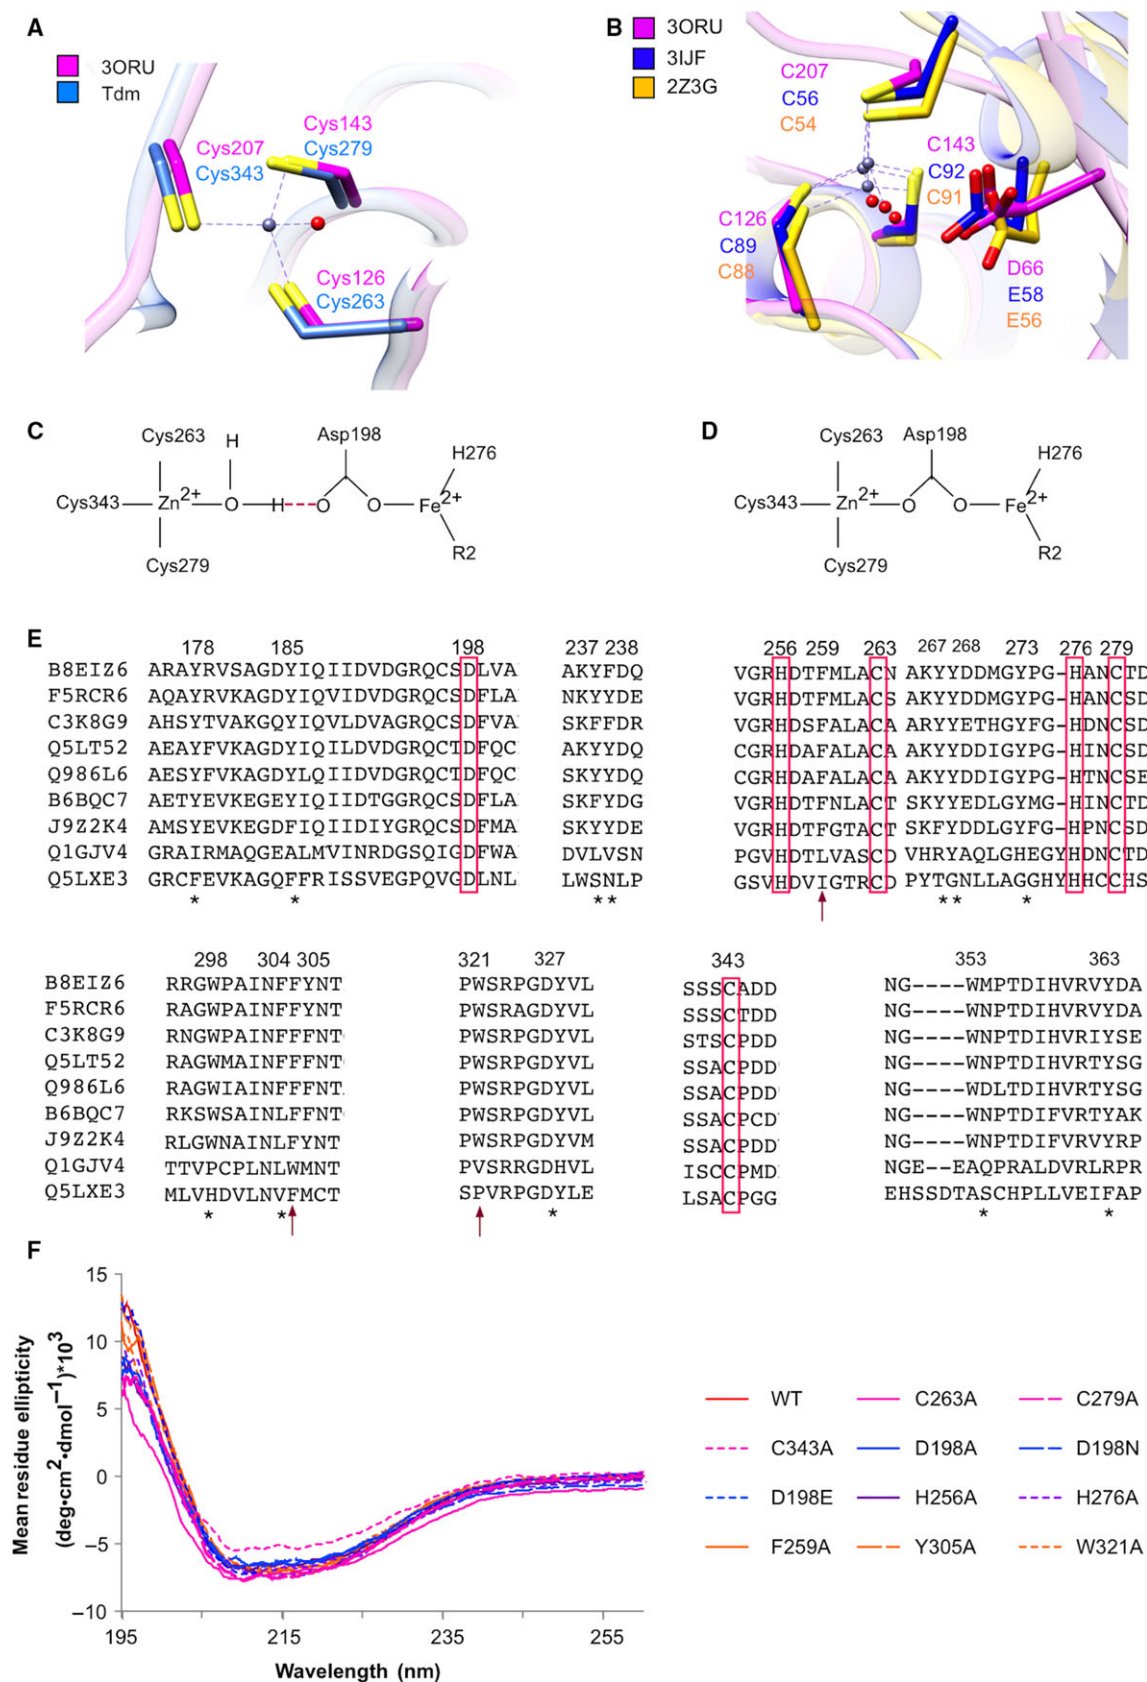 A
3ORU
Tdm
Cys143
Cys279
Cys207
Cys343
Cys126
Cys263
B
3ORU
3IJF
2Z3G
C207
C56
C54
C143
C92
C91
C126
C89
C88
D66
E58
E56
C
Cys263
H
Asp198
H276
Cys343
Zn2+
O
H
O
O
Fe2+
Cys279
R2
D
Cys263
Asp198
H276
Cys343
Zn2+
O
O
Fe2+
Cys279
R2
E
178 185 198 237 238 256 259 263 267 268 273 276 279
B8EIZ6 ARAYRVSAGDYIQIIDVDGRQCSDLVA AKYFDQ VGRHDTFMLACN AKYYDDMGYPG-HANCTD
F5RCR6 AQAYRVKAGDYIQVIDVDGRQCSDFLA NKYYDE VGRHDTFMLACS AKYYDDMGYPG-HANCSD
C3K8G9 AHSYTVAKGQYIQVLDVAGRQCSDFVA SKFFDR VGRHDSFALACA ARYYETHGYFG-HDNCSD
Q5LT52 AEAYFVKAGDYIQILDVDGRQCTDFQC AKYYDQ CGRHDAFALACA AKYYDDIGYPG-HINCSD
Q986L6 AESYFVKAGDYLQIIDVDGRQCTDFQC SKYYDQ CGRHDAFALACA AKYYDDIGYPG-HTNCSE
B6BQC7 AETYEVKEGEYIQIIDTGGRQCSDFLA SKFYDG VGRHDTFNLACT SKYYEDLGYMG-HINCTD
J9Z2K4 AMSYEVKEGDFIQIIDIYGRQCSDFMA SKYYDE VGRHDTFGTACT SKFYDDLGYFG-HPNCSD
Q1GJV4 GRAIRMAQGEALMVINRDGSQIGDFWA DVLVSN PGVHDTLVASCD VHRYAQLGHEGYHDNCTD
Q5LXE3 GRCFEVKAGQFFRISSVEGPQVGDLNL LWSNLP GSVHDVIGTRCD PYTGNLLAGGHYHHCCHS
* * ** ** *
298 304 305 321 327 343 353 363
B8EIZ6 RRGWPAINFFYNT PWSRPGDYVL SSSCADD NG----WMPTDIHVRVYDA
F5RCR6 RAGWPAINFFYNT PWSRAGDYVL SSSCTDD NG----WNPTDIHVRVYDA
C3K8G9 RNGWPAINFFFNT PWSRPGDYVL STSCPDD NG----WNPTDIHVRIYSE
Q5LT52 RAGWMAINFFFNT PWSRPGDYVL SSACPDD NG----WNPTDIHVRTYSG
Q986L6 RAGWIAINFFFNT PWSRPGDYVL SSACPDD NG----WDLTDIHVRTYSG
B6BQC7 RKSWSAINLFFNT PWSRPGDYVL SSACPCD NG----WNPTDIFVRTYAK
J9Z2K4 RLGWNAINLFYNT PWSRPGDYVM SSACPDD NG----WNPTDIFVRVYRP
Q1GJV4 TTVPCPLNLWMNT PVSRRGDHVL ISCCPMD NGE--EAQPRALDVRLRPR
Q5LXE3 MLVHDVLNVFMCT SPVRPGDYLE LSACPGG EHSSDTASCHPLLVEIFAP
* * * * *
F
Mean residue ellipticity
(deg•cm2•dmol−1)*103
15
10
5
0
−5
−10
195
215
235
255
Wavelength (nm)
WT
C263A
C279A
C343A
D198A
D198N
D198E
H256A
H276A
F259A
Y305A
W321A